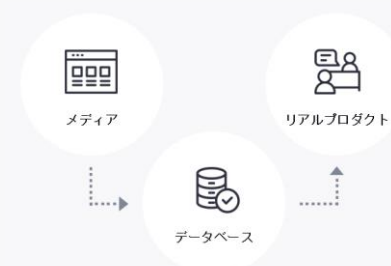 メディア
リアルプロダクト
データベース